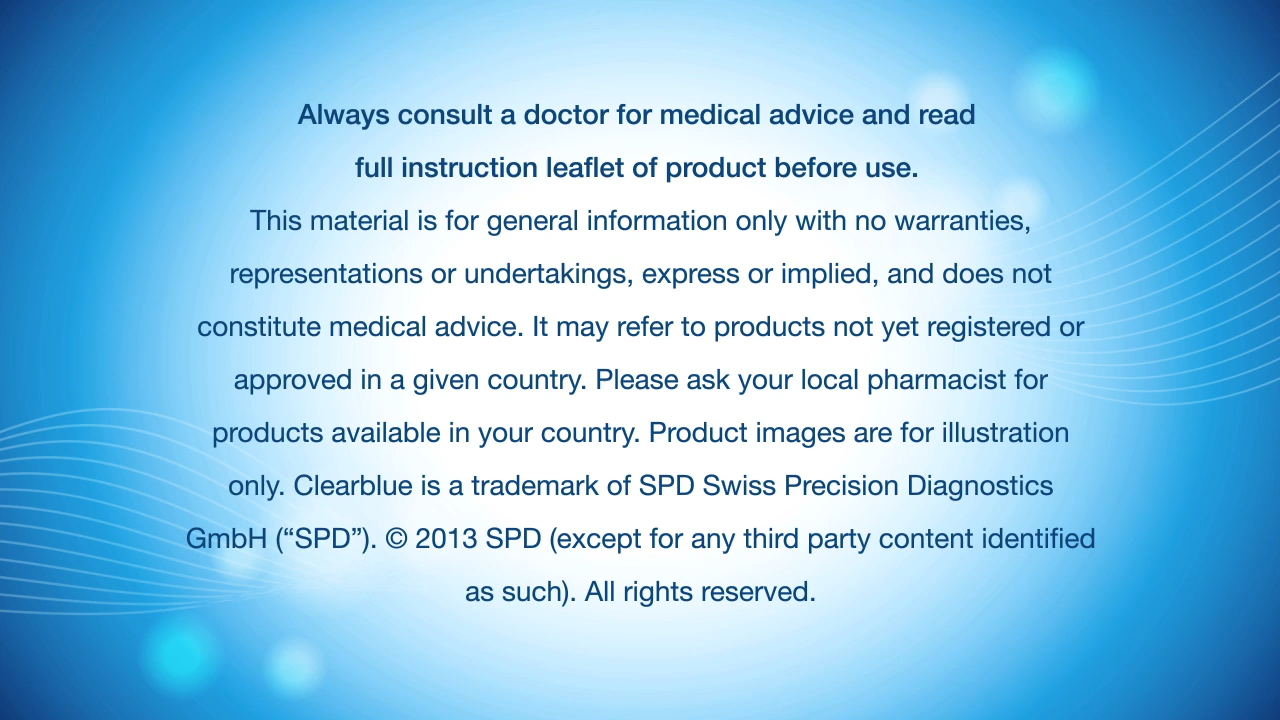 Always consult a doctor for medical advice and read
full instruction leaflet of product before use.
This material is for general information only with no warranties,
representations or undertakings, express or implied, and does not
constitute medical advice. It may refer to products not yet registered or
approved in a given country. Please ask your local pharmacist for
products available in your country. Product images are for illustration
only. Clearblue is a trademark of SPD Swiss Precision Diagnostics
GmbH (“SPD”). © 2013 SPD (except for any third party content identified
as such). All rights reserved.